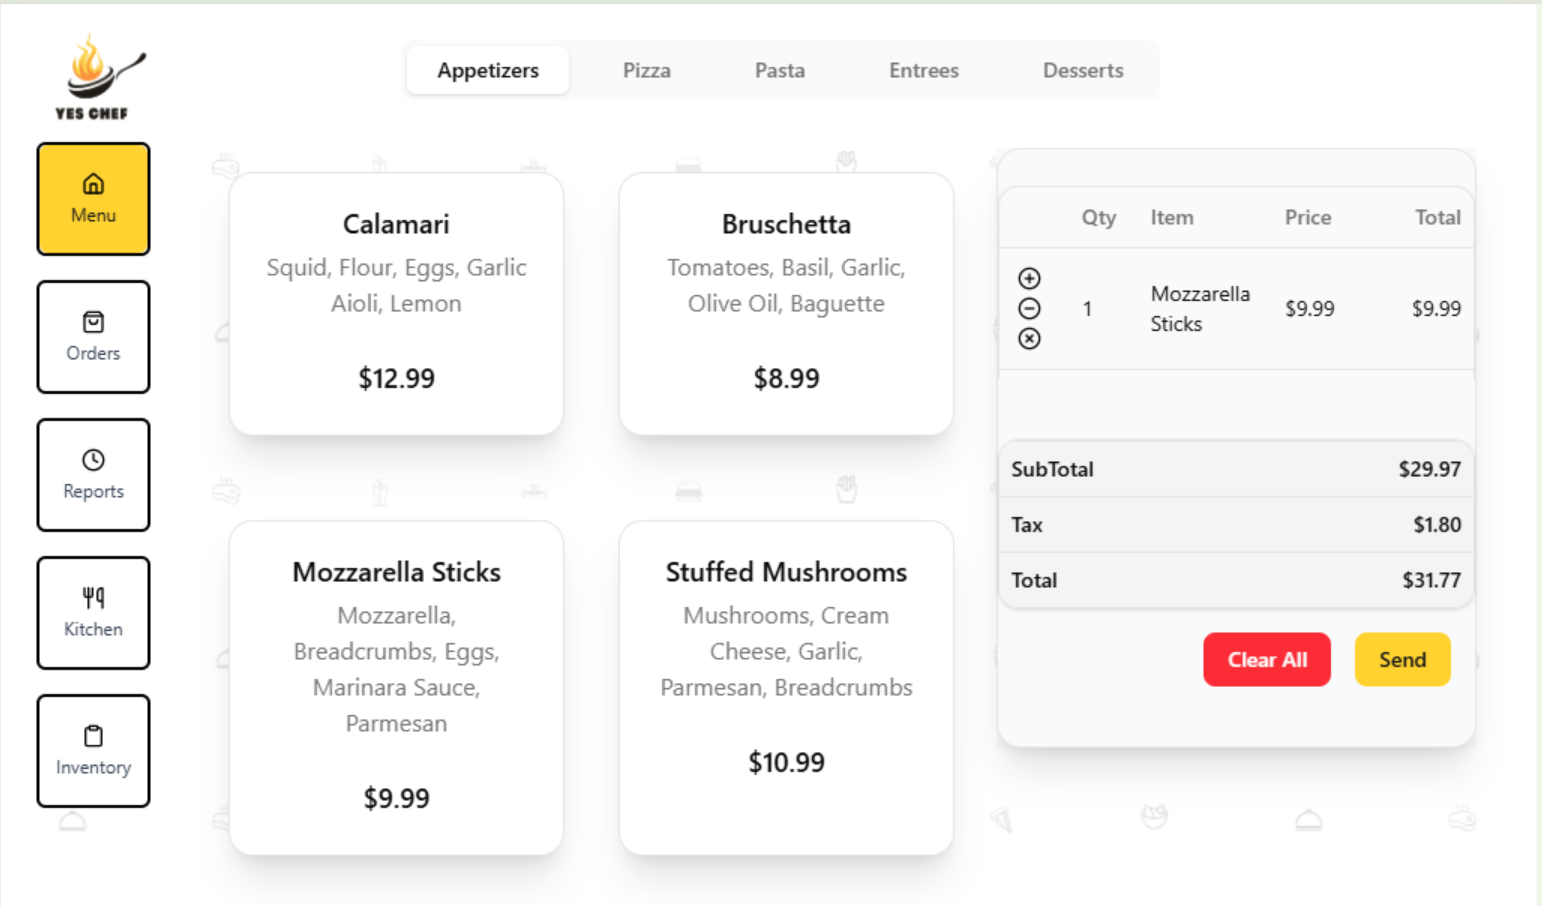 YES CHEF
Appetizers Pizza Pasta Entrees Desserts
Menu
Orders
Reports
Kitchen
Inventory
Calamari
Squid, Flour, Eggs, Garlic
Aioli, Lemon
$12.99
Bruschetta
Tomatoes, Basil, Garlic,
Olive Oil, Baguette
$8.99
Mozzarella Sticks
Mozzarella,
Breadcrumbs, Eggs,
Marinara Sauce,
Parmesan
$9.99
Stuffed Mushrooms
Mushrooms, Cream
Cheese, Garlic,
Parmesan, Breadcrumbs
$10.99
Qty Item Price Total
1 Mozzarella Sticks $9.99 $9.99
SubTotal $29.97
Tax $1.80
Total $31.77
Clear All Send